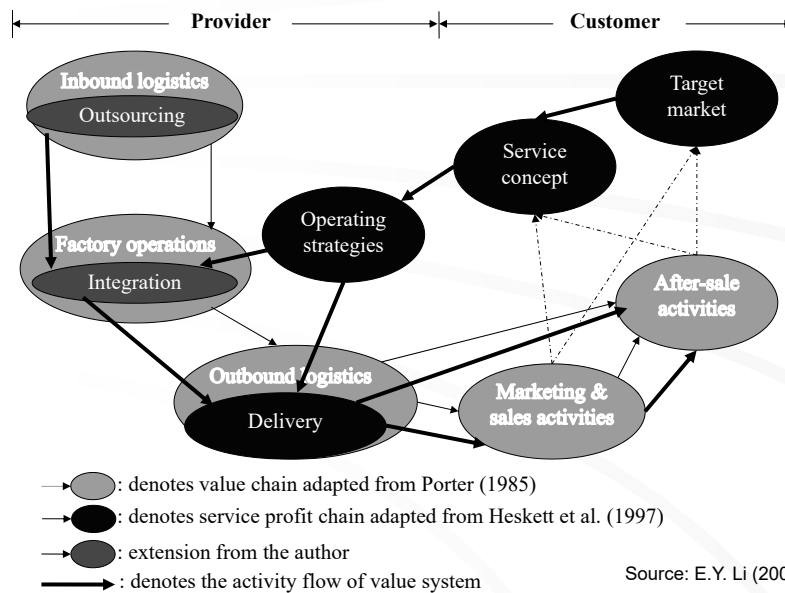 Provider
Customer
Inbound logistics
Outsourcing
Target
market
Service
concept
Operating
strategies
Factory operations
Integration
After-sale
activities
Outbound logistics
Delivery
Marketing &
sales activities
: denotes value chain adapted from Porter (1985)
: denotes service profit chain adapted from Heskett et al. (1997)
: extension from the author
: denotes the activity flow of value system
Source: E.Y. Li (200